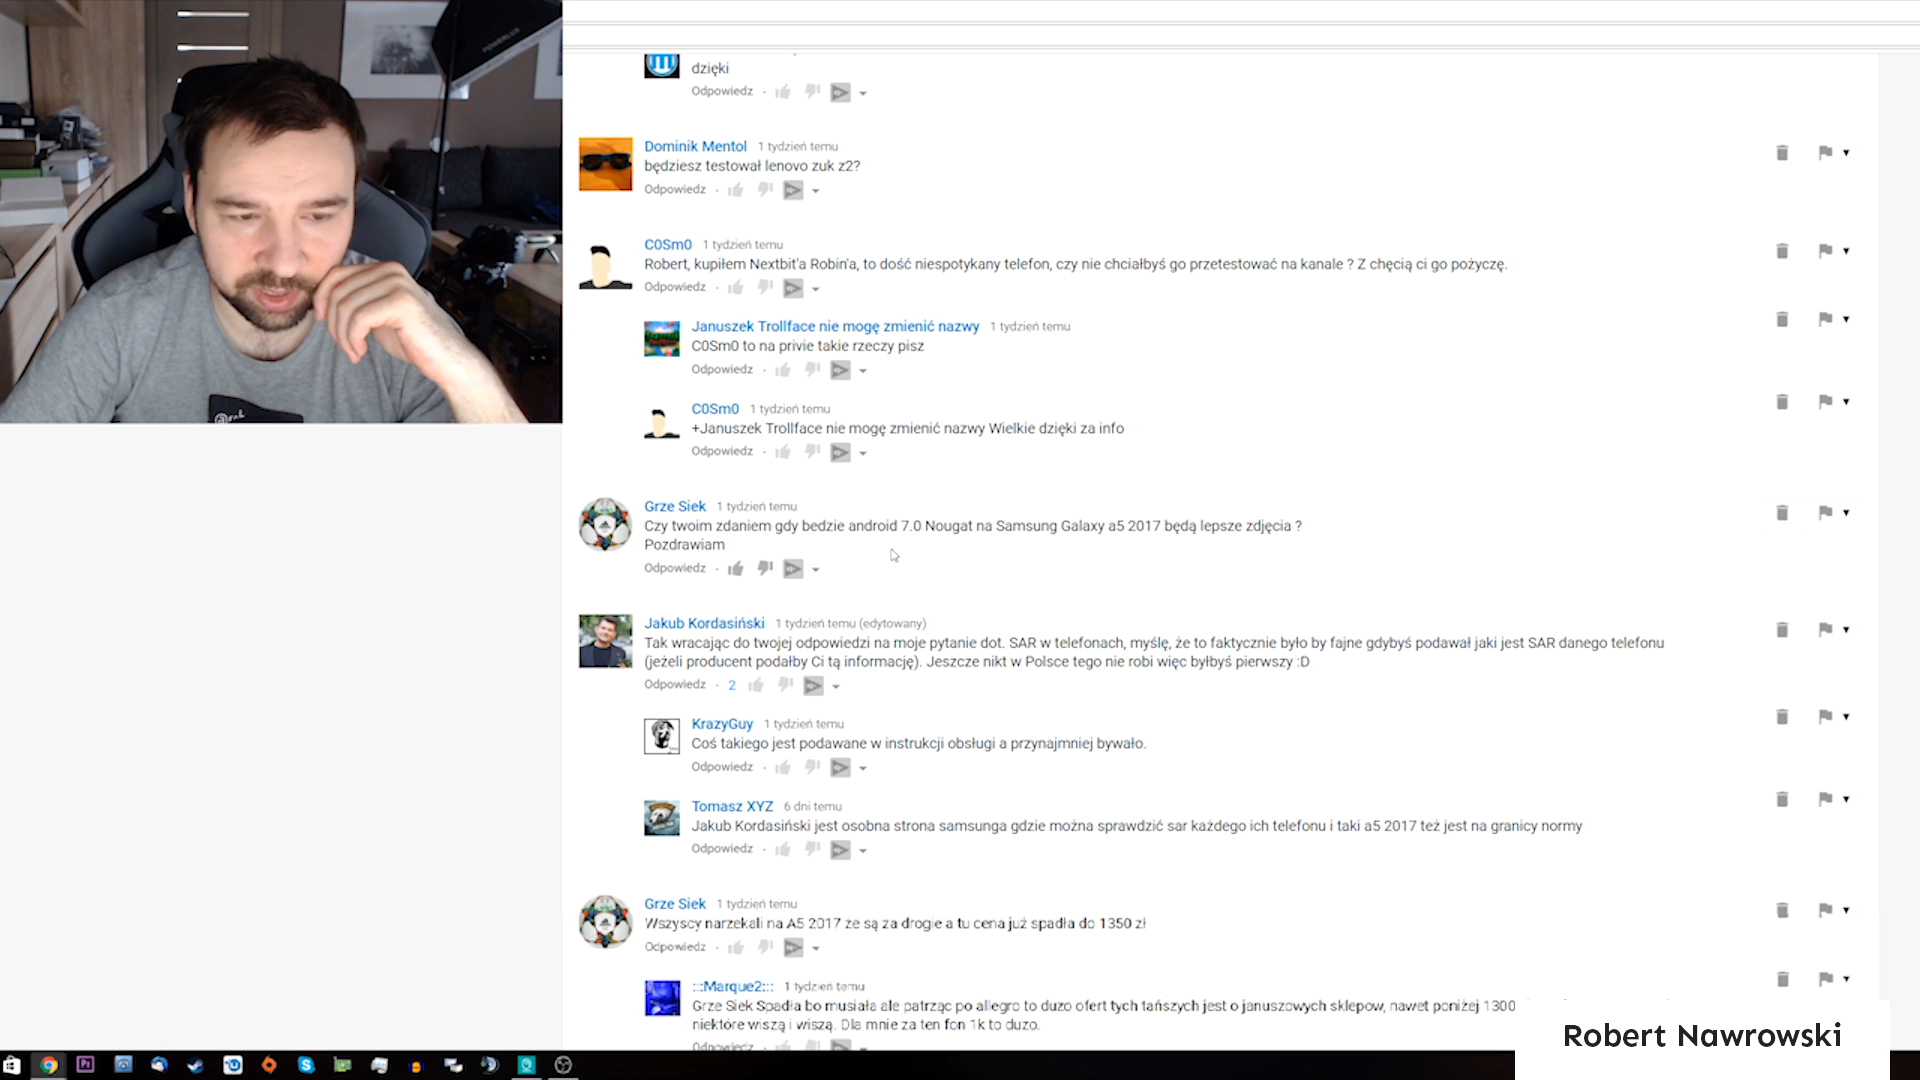 dzięki
Odpowiedz
Dominik Mentol 1 tydzień temu
będziesz testował lenovo zuk z2?
Odpowiedz
C0Sm0 1 tydzień temu
Robert, kupiłem Nextbit'a Robin'a, to dość niespotykany telefon, czy nie chciałbyś go przetestować na kanale ? Z chęcią ci go pożyczę.
Odpowiedz
Januszek Trollface nie mogę zmienić nazwy 1 tydzień temu
C0Sm0 to na privie takie rzeczy pisz
Odpowiedz
C0Sm0 1 tydzień temu
+Januszek Trollface nie mogę zmienić nazwy Wielkie dzięki za info
Odpowiedz
Grze Siek 1 tydzień temu
Czy twoim zdaniem gdy bedzie android 7.0 Nougat na Samsung Galaxy a5 2017 będą lepsze zdjęcia ?
Pozdrawiam
Odpowiedz
Jakub Kordasiński 1 tydzień temu (edytowany)
Tak wracając do twojej odpowiedzi na moje pytanie dot. SAR w telefonach, myślę, że to faktycznie było by fajne gdybyś podawał jaki jest SAR danego telefonu
(jeżeli producent podałby Ci tą informację). Jeszcze nikt w Polsce tego nie robi więc byłbyś pierwszy :D
Odpowiedz · 2
KrazyGuy 1 tydzień temu
Coś takiego jest podawane w instrukcji obsługi a przynajmniej bywało.
Odpowiedz
Tomasz XYZ 6 dni temu
Jakub Kordasiński jest osobna strona samsunga gdzie można sprawdzić sar każdego ich telefonu i taki a5 2017 też jest na granicy normy
Odpowiedz
Grze Siek 1 tydzień temu
Wszyscy narzekali na A5 2017 że są za drogie a tu cena już spadła do 1350 zł
Odpowiedz
:::Marque2::: 1 tydzień temu
Grze Siek Spadła bo musiała ale patrząc po allegro to duzo ofert tych tańszych jest o januszowych sklepow, nawet poniżej 1300
niektóre wiszą i wiszą. Dla mnie za ten fon 1k to duzo.
Odpowiedz
Robert Nawrowski